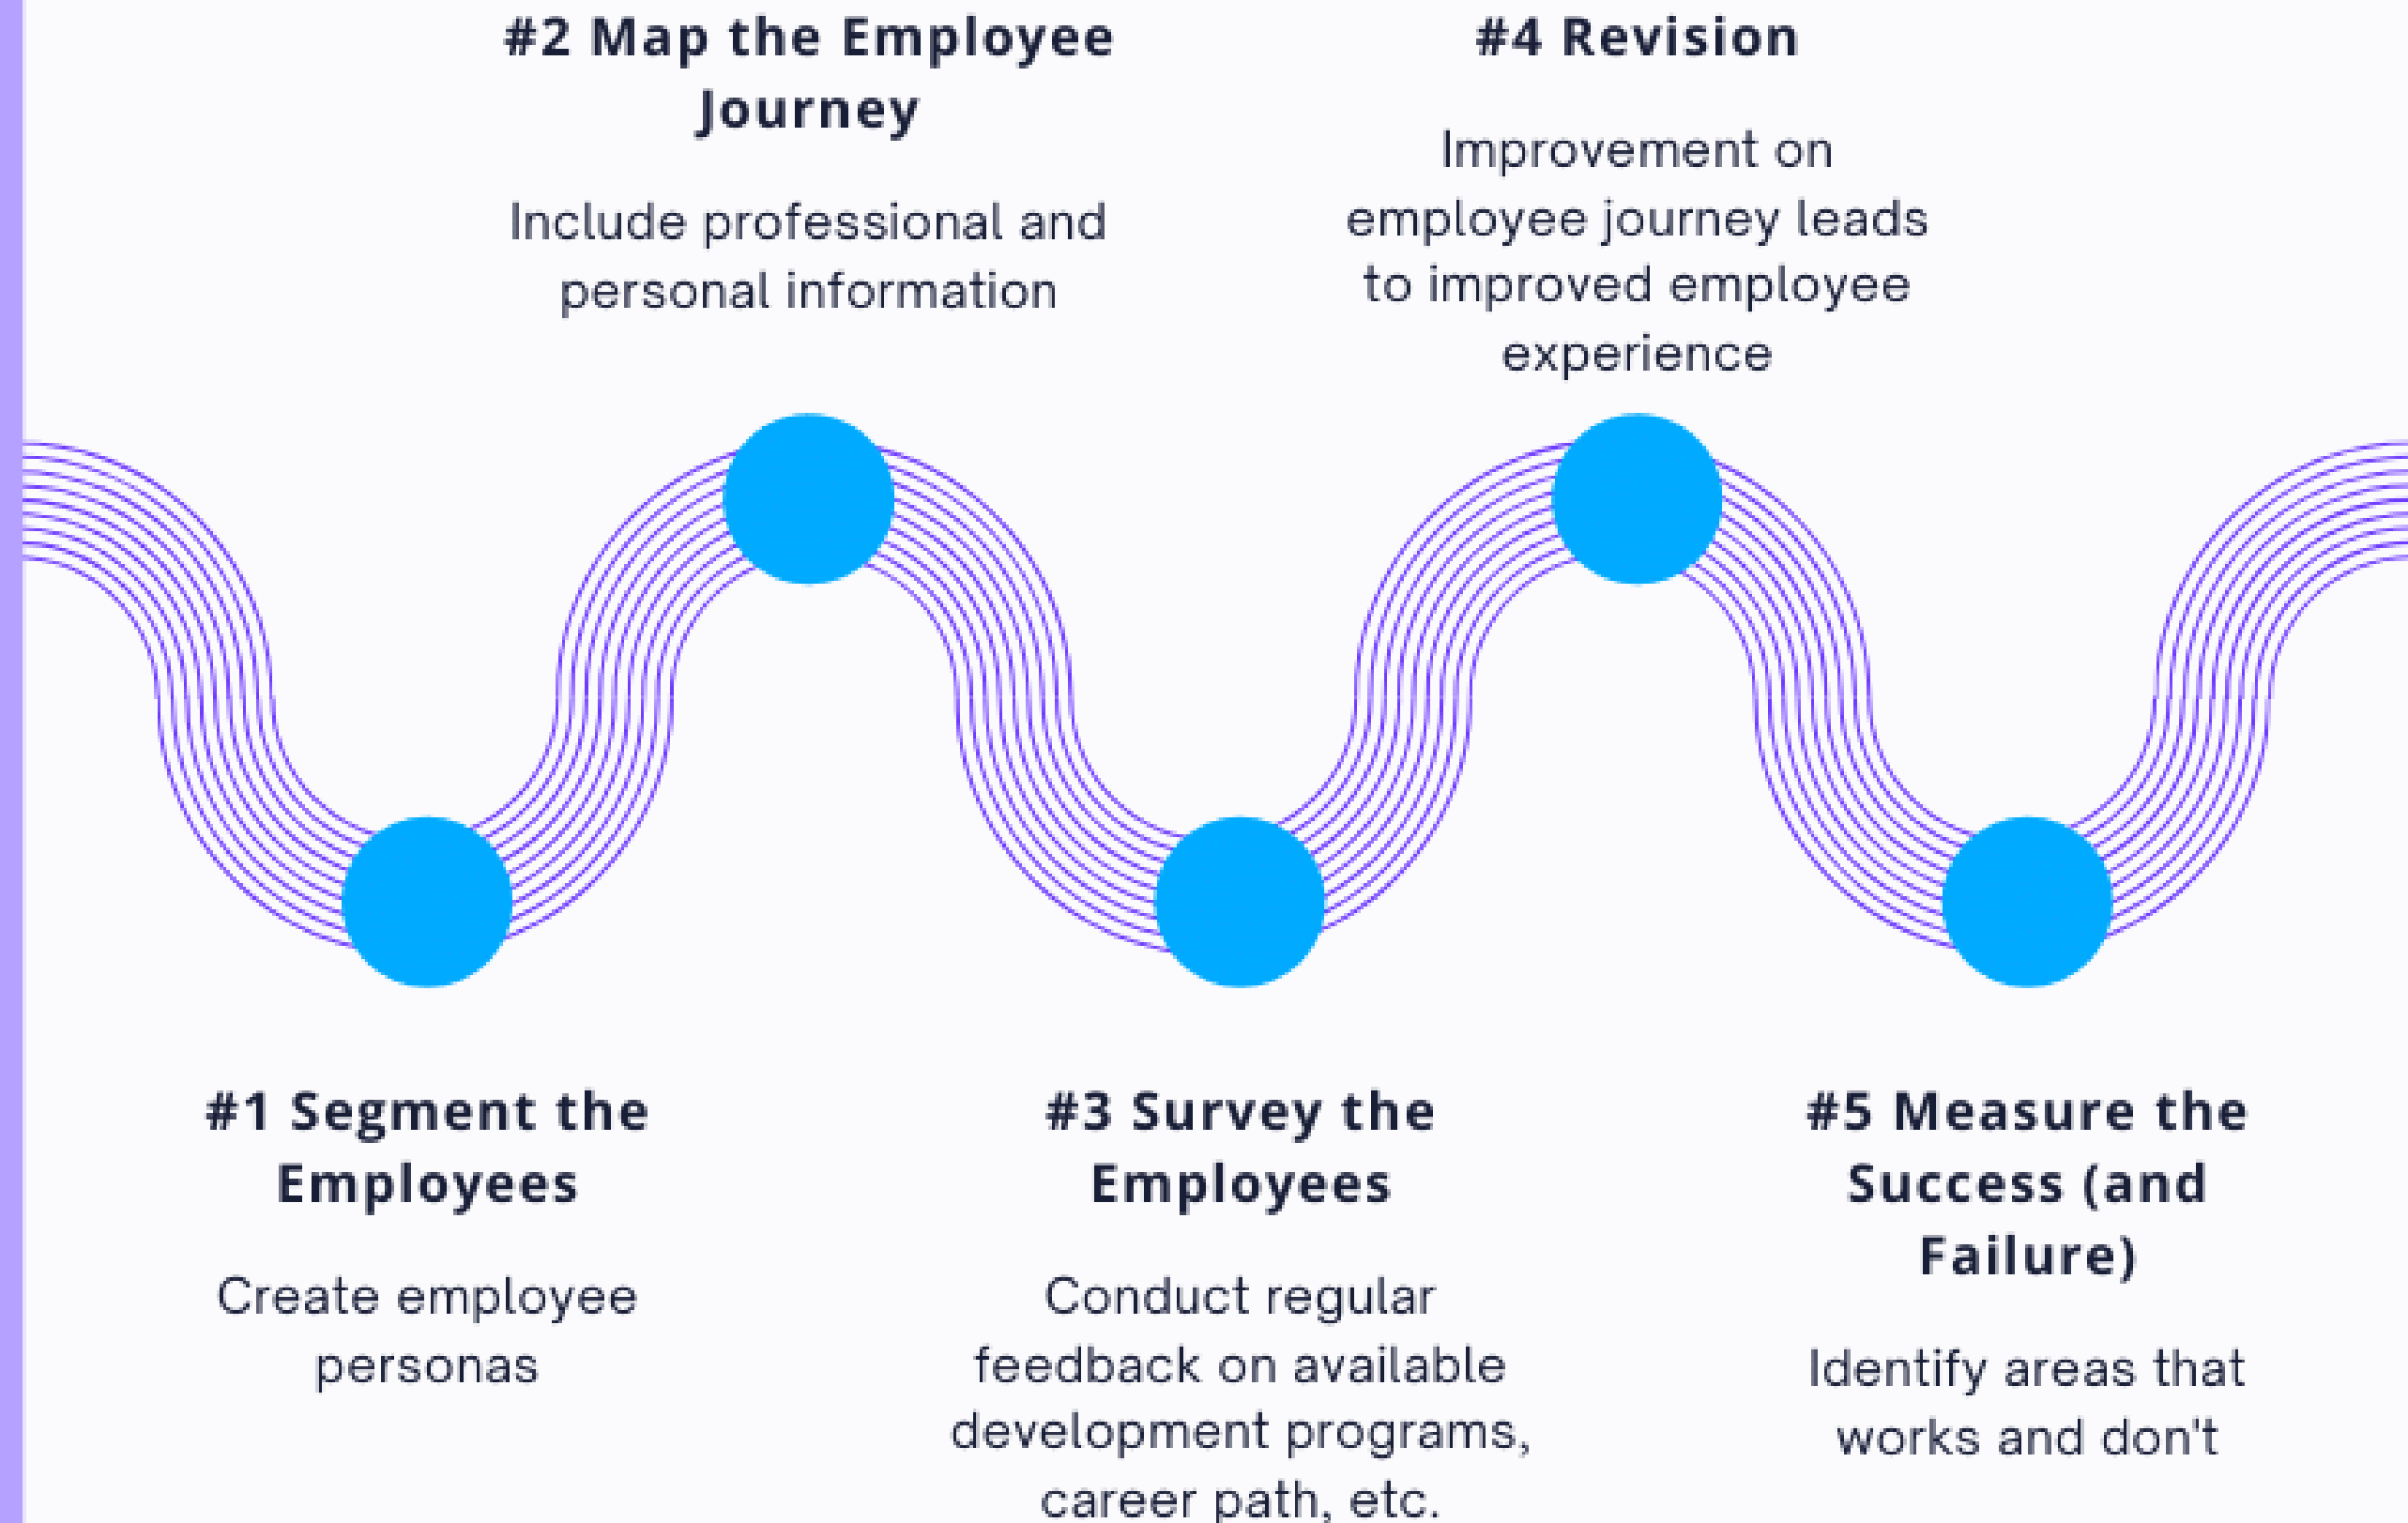 #2 Map the Employee
Journey
Include professional and
personal information
#4 Revision
Improvement on
employee journey leads
to improved employee
experience
#1 Segment the
Employees
Create employee
personas
#3 Survey the
Employees
Conduct regular
feedback on available
development programs,
career path, etc.
#5 Measure the
Success (and
Failure)
Identify areas that
works and don't